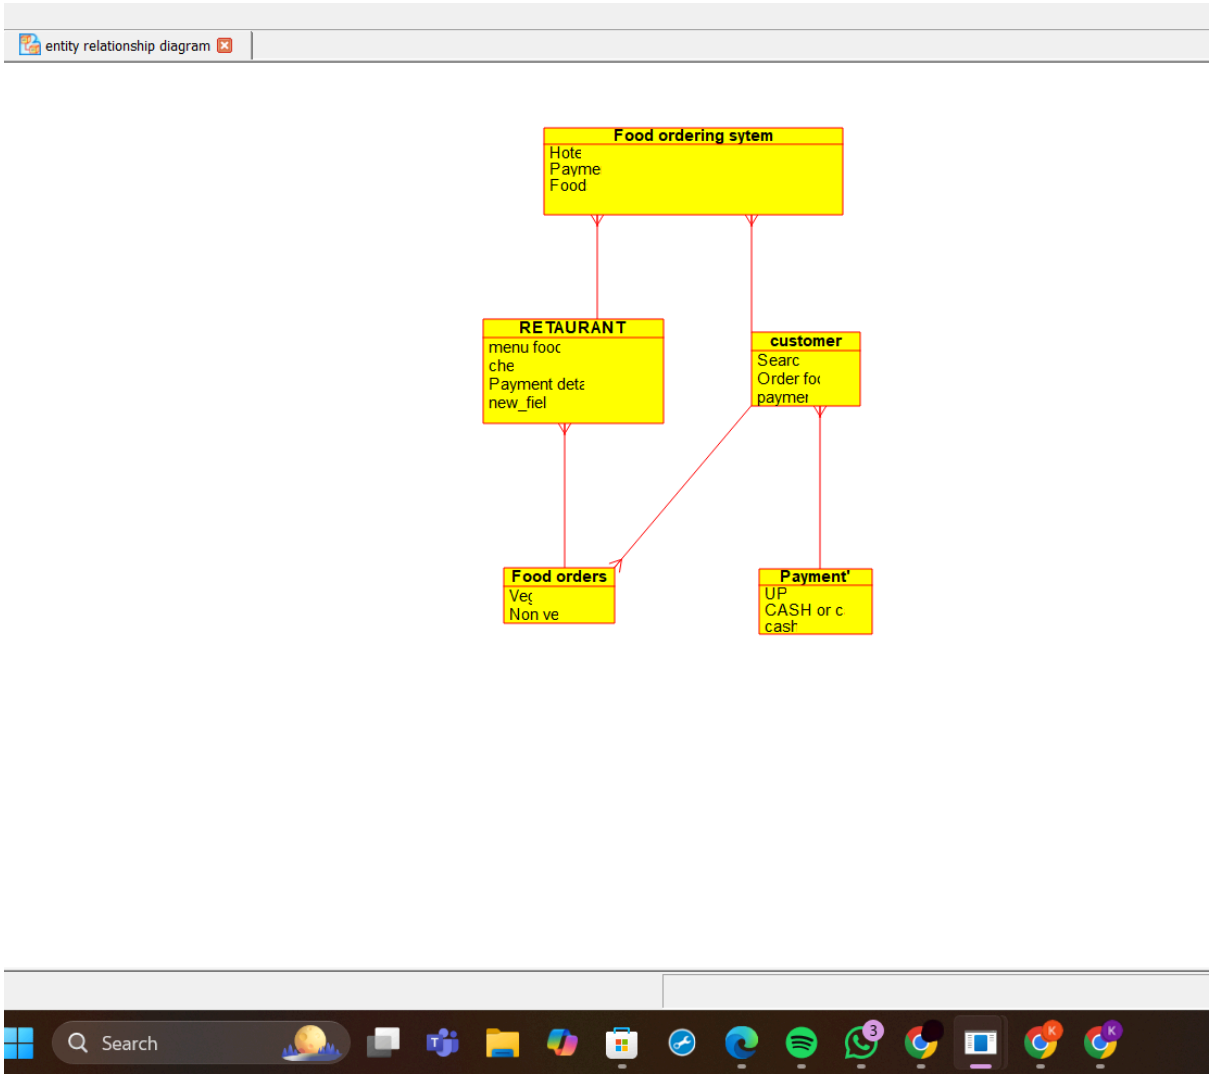 entity relationship diagram
Food ordering sytem
Hote
Payme
Food
RETAURANT
menu food
che
Payment deta
new_fiel
customer
Searc
Order foo
paymer
Food orders
Veg
Non ve
Payment'
UP
CASH or c
cash
Search
3
K
K